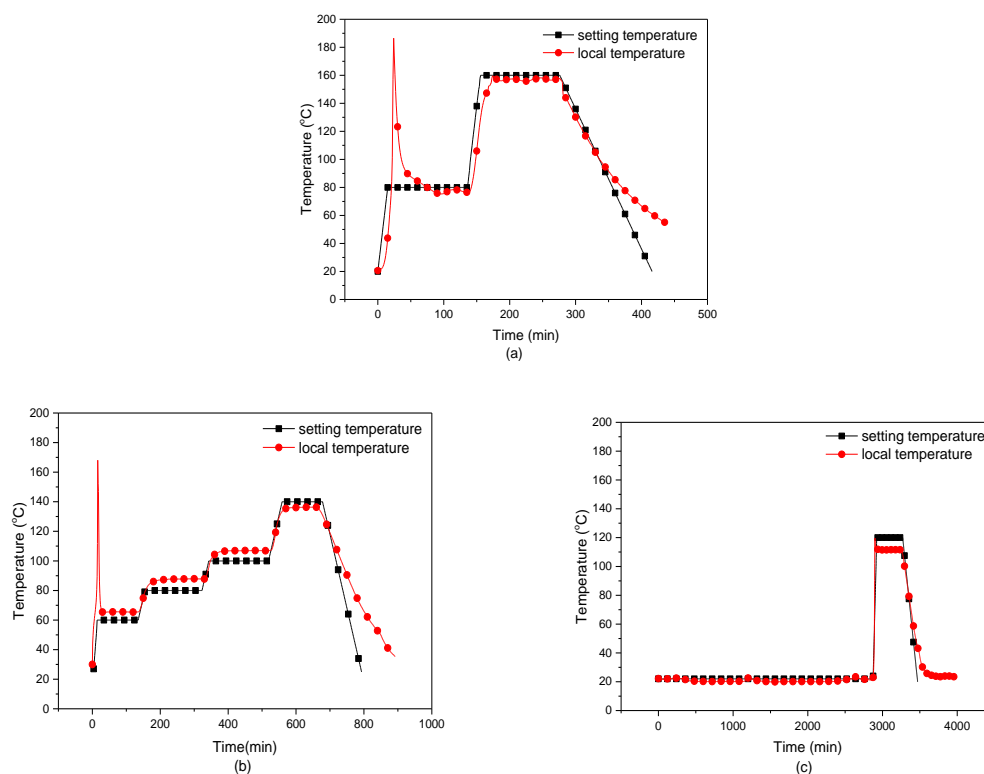 200
180
160
140
120
100
80
60
40
20
0
Temperature (°C)
setting temperature
local temperature
0 100 200 300 400 500
Time (min)
(a)
200
180
160
140
120
100
80
60
40
20
0
Temperature (°C)
setting temperature
local temperature
0 200 400 600 800 1000
Time(min)
(b)
200
180
160
140
120
100
80
60
40
20
0
Temperature (°C)
setting temperature
local temperature
0 1000 2000 3000 4000
Time (min)
(c)